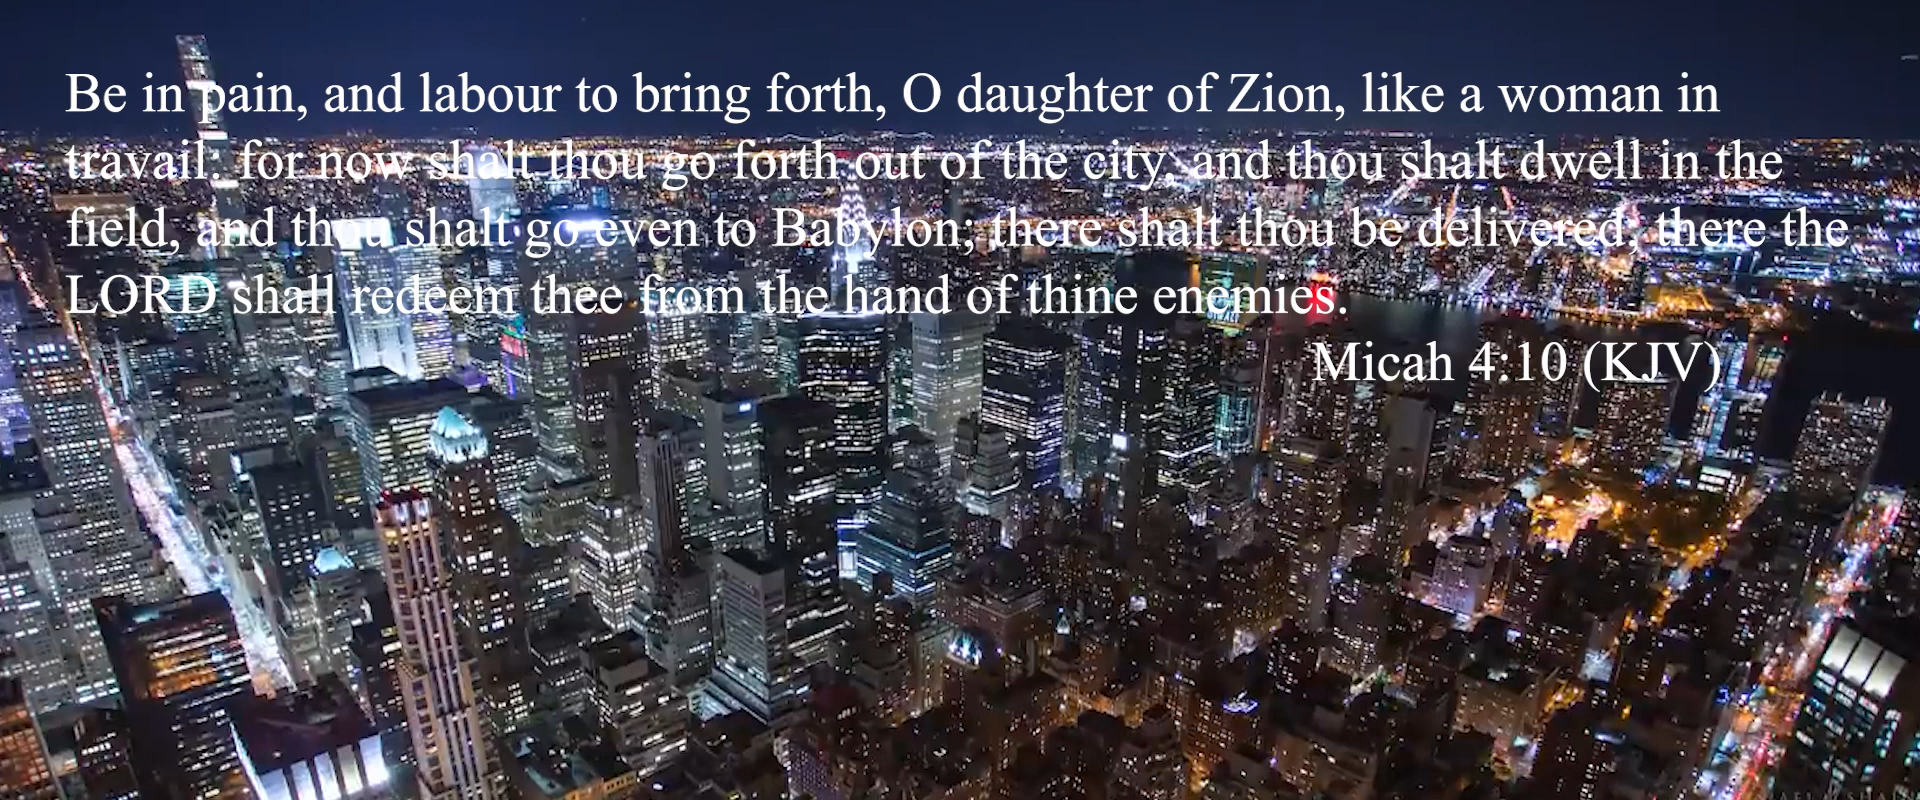 Be in pain, and labour to bring forth, O daughter of Zion, like a woman in
travail: for now shalt thou go forth out of the city, and thou shalt dwell in the
field, and thou shalt go even to Babylon; there shalt thou be delivered; there the
LORD shall redeem thee from the hand of thine enemies.
Micah 4:10 (KJV)